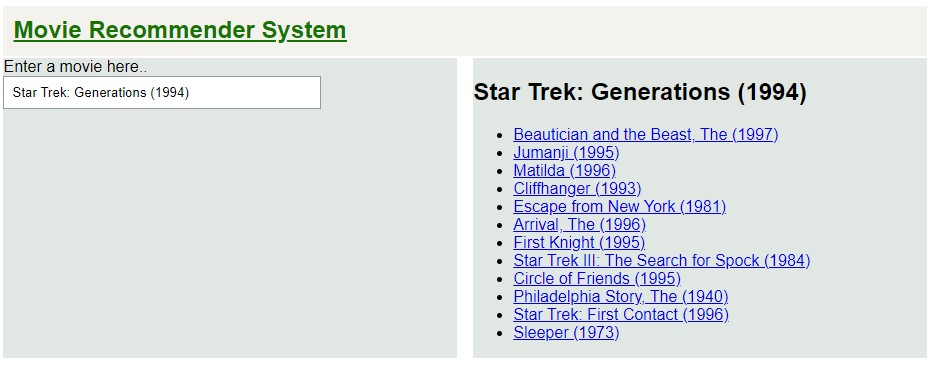 Movie Recommender System
Enter a movie here..
Star Trek: Generations (1994)
Star Trek: Generations (1994)
Beautician and the Beast, The (1997)
Jumanji (1995)
Matilda (1996)
Cliffhanger (1993)
Escape from New York (1981)
Arrival, The (1996)
First Knight (1995)
Star Trek III: The Search for Spock (1984)
Circle of Friends (1995)
Philadelphia Story, The (1940)
Star Trek: First Contact (1996)
Sleeper (1973)